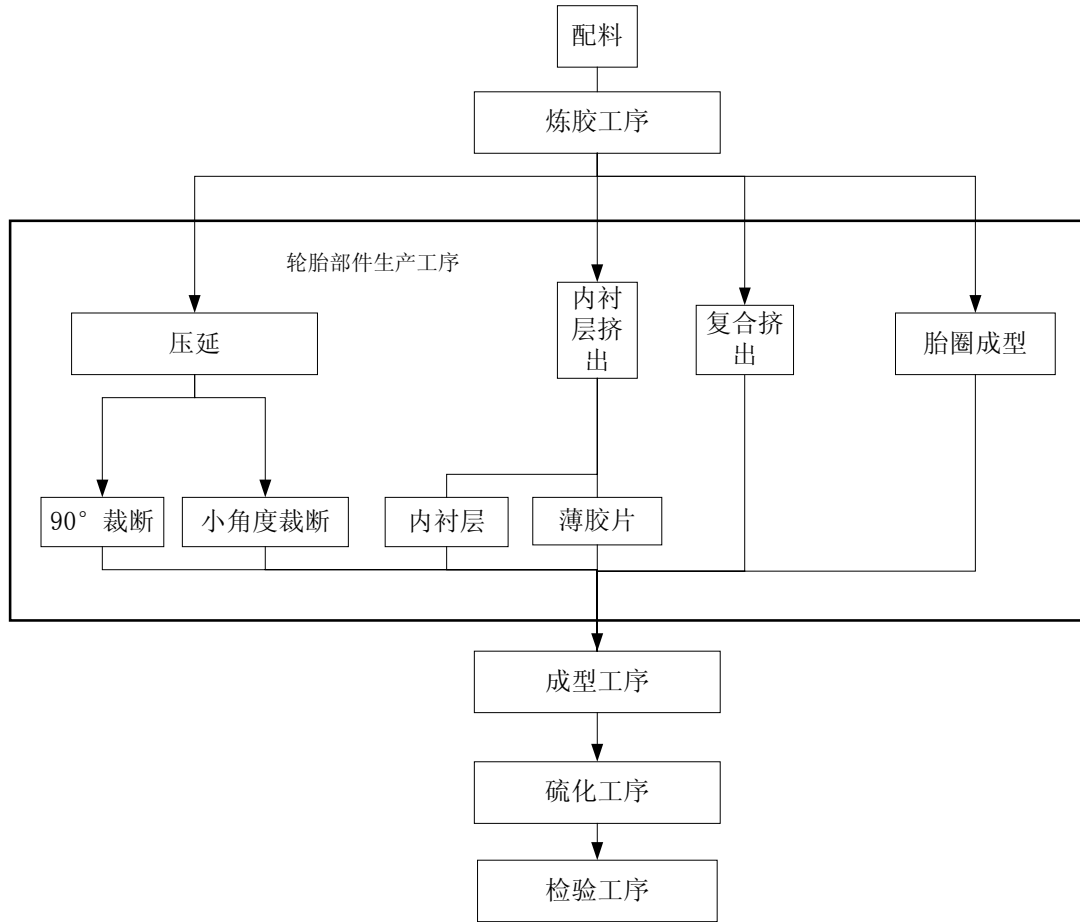 配料
炼胶工序
轮胎部件生产工序
内衬
层挤
出
复合挤
出
压延
胎圈成型
90°裁断
小角度裁断
内衬层
薄胶片
成型工序
硫化工序
检验工序